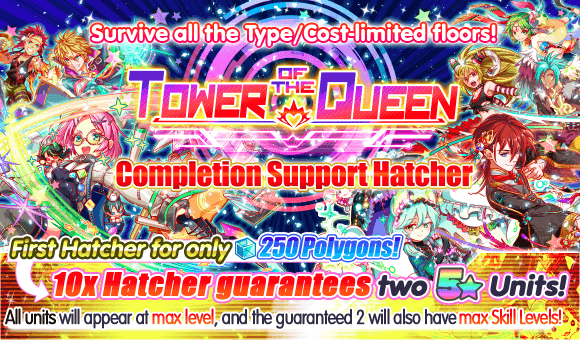 Survive all the Type/Cost-limited floors!
TOWER OF THE QUEEN
Completion Support Hatcher
First Hatcher for only 250 Polygons!
10x Hatcher guarantees two 5★ Units!
All units will appear at max level, and the guaranteed 2 will also have max Skill Levels!